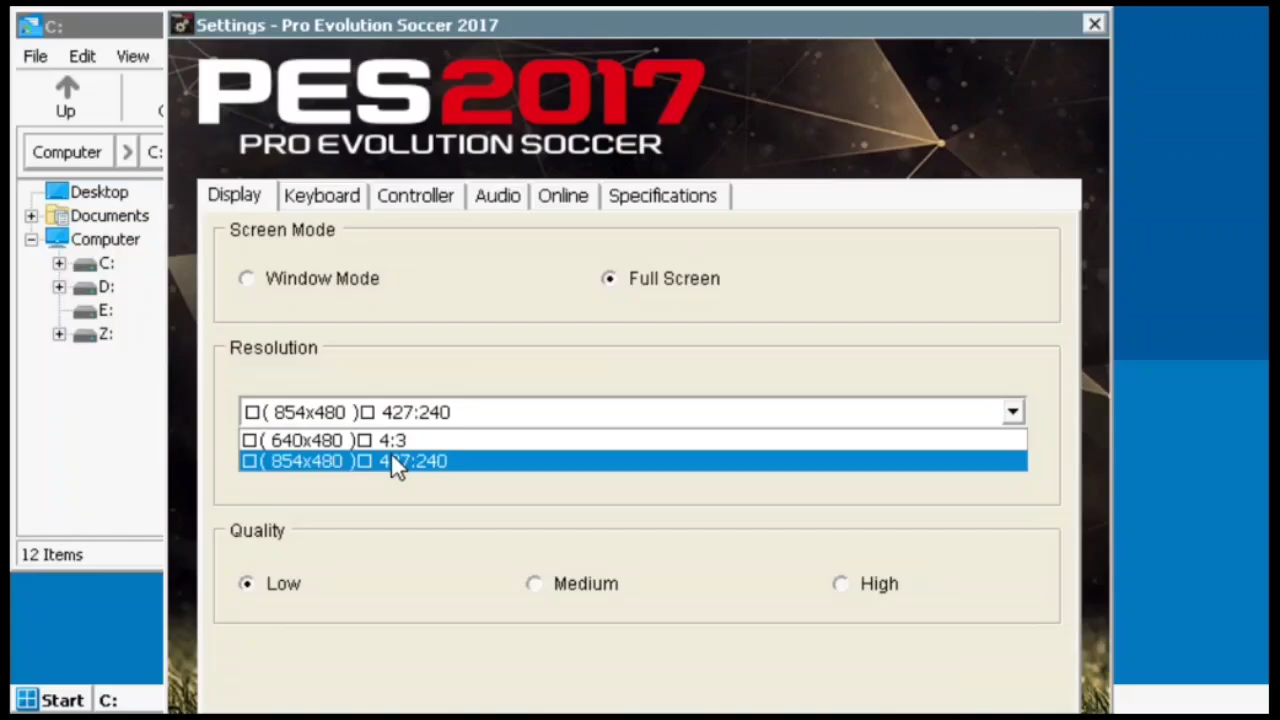 C:
Settings - Pro Evolution Soccer 2017
File Edit View
PES2017
PRO EVOLUTION SOCCER
Up
Computer > C:
Desktop
Documents
Computer
C:
D:
E:
Z:
12 Items
Display Keyboard Controller Audio Online Specifications
Screen Mode
Window Mode Full Screen
Resolution
□( 854x480 )□ 427:240
□( 640x480 )□ 4:3
□( 854x480 )□ 427:240
Quality
Low Medium High
Start C: